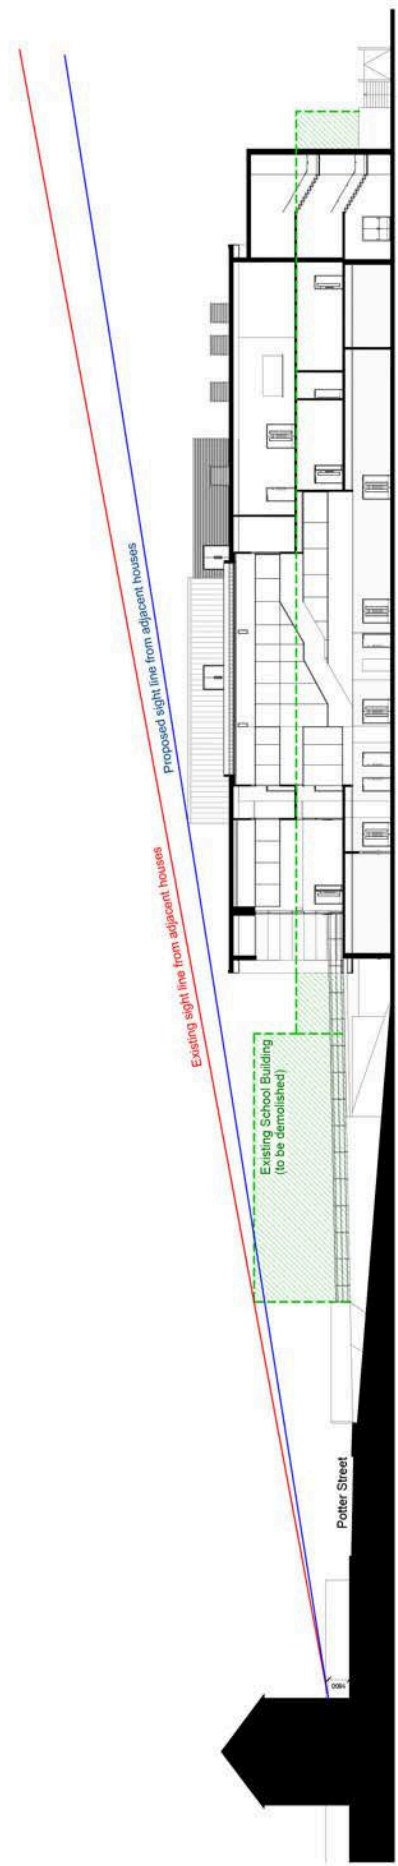 Existing sight line from adjacent houses
Proposed sight line from adjacent houses
Existing School Building
(to be demolished)
Potter Street